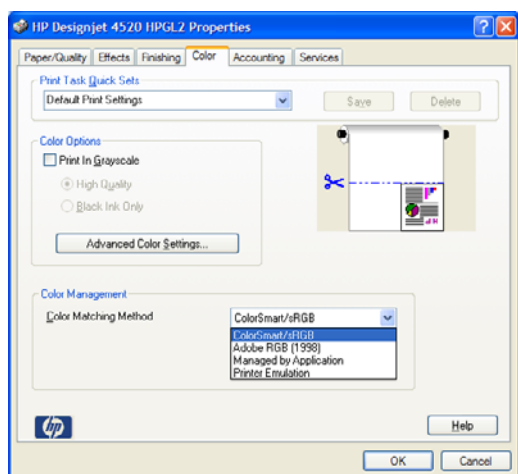 HP Designjet 4520 HPGL2 Properties
Paper/Quality Effects Finishing Color Accounting Services
Print Task Quick Sets
Default Print Settings Save Delete
Color Options
Print In Grayscale
High Quality
Black Ink Only
Advanced Color Settings...
Color Management
Color Matching Method ColorSmart/sRGB
ColorSmart/sRGB
Adobe RGB (1998)
Managed by Application
Printer Emulation
hp Help
OK Cancel